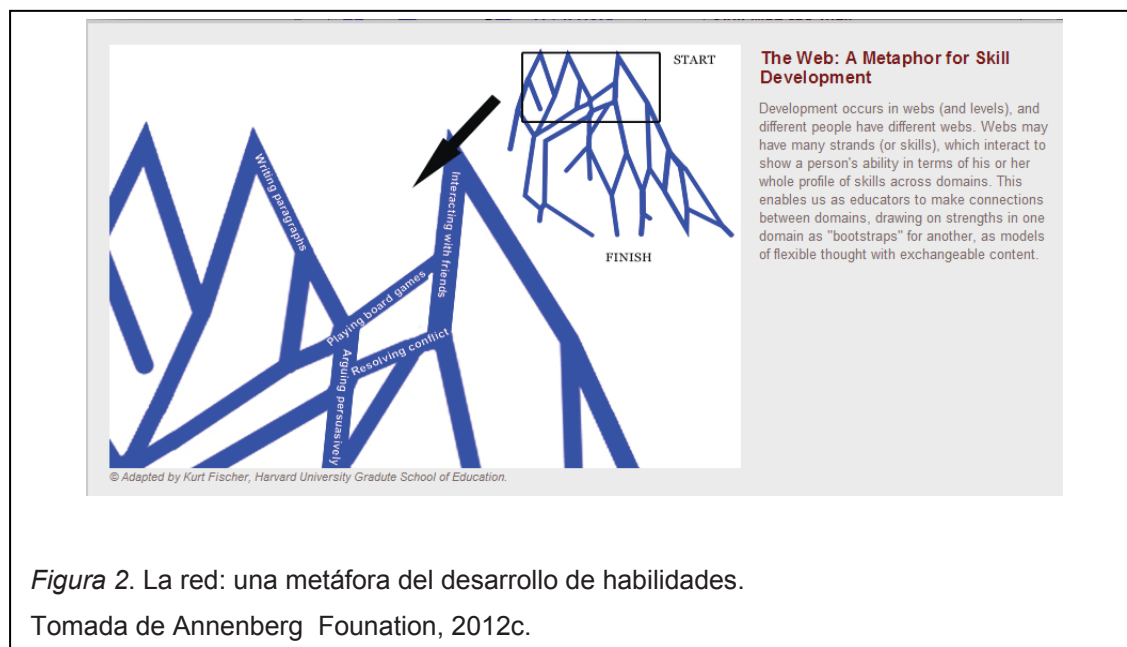 START
The Web: A Metaphor for Skill
Development
Development occurs in webs (and levels), and
different people have different webs. Webs may
have many strands (or skills), which interact to
show a person's ability in terms of his or her
whole profile of skills across domains. This
enables us as educators to make connections
between domains, drawing on strengths in one
domain as "bootstraps" for another, as models
of flexible thought with exchangeable content.
FINISH
Writing paragraphs
Interacting with friends
Playing board games
Resolving conflict
Arguing persuasively
© Adapted by Kurt Fischer, Harvard University Gradute School of Education.
Figura 2. La red: una metáfora del desarrollo de habilidades.
Tomada de Annenberg Founation, 2012c.